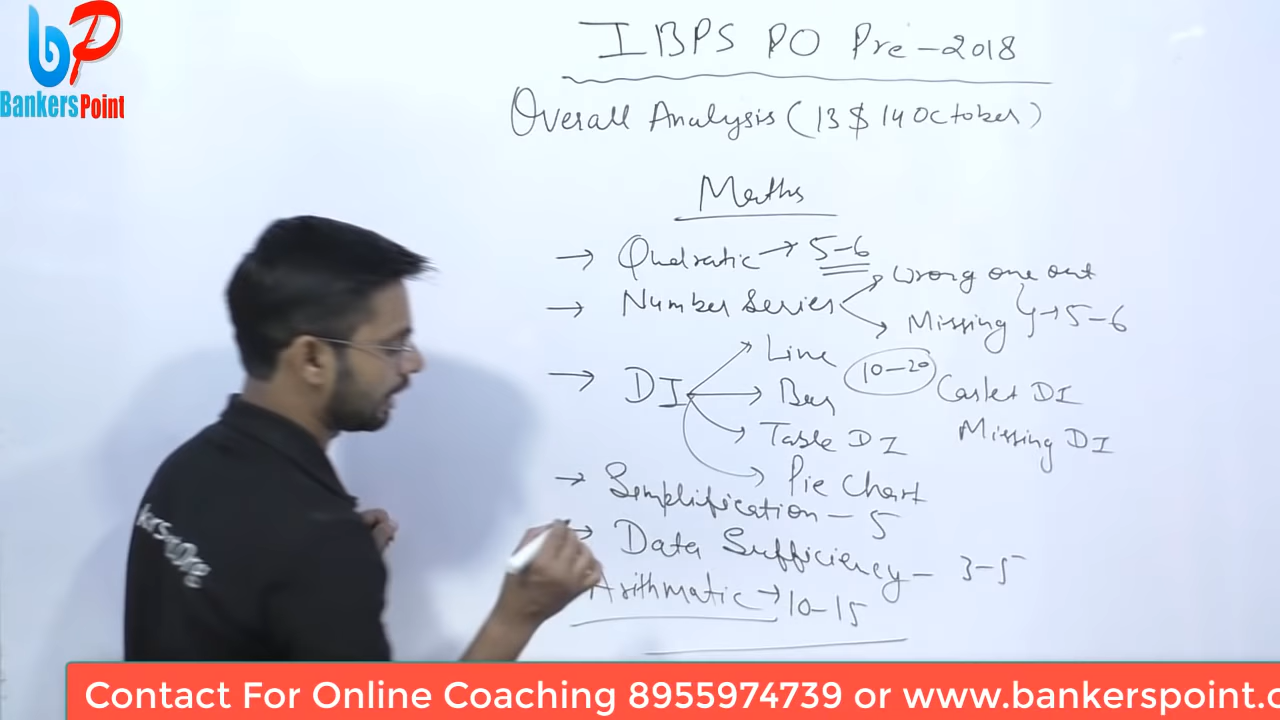 BankersPoint
IBPS PO Pre-2018
Overall Analysis (13 $ 14 October)
Maths
→ Quadratic → 5-6
→ Number Series
Wrong one out
Missing } → 5-6
→ DI
Line
Bar
Table DI
Pie Chart
10-20
Caslet DI
Missing DI
→ Simplification - 5
→ Data Sufficiency - 3-5
Arithmatic → 10-15
Contact For Online Coaching 8955974739 or www.bankerspoint.c